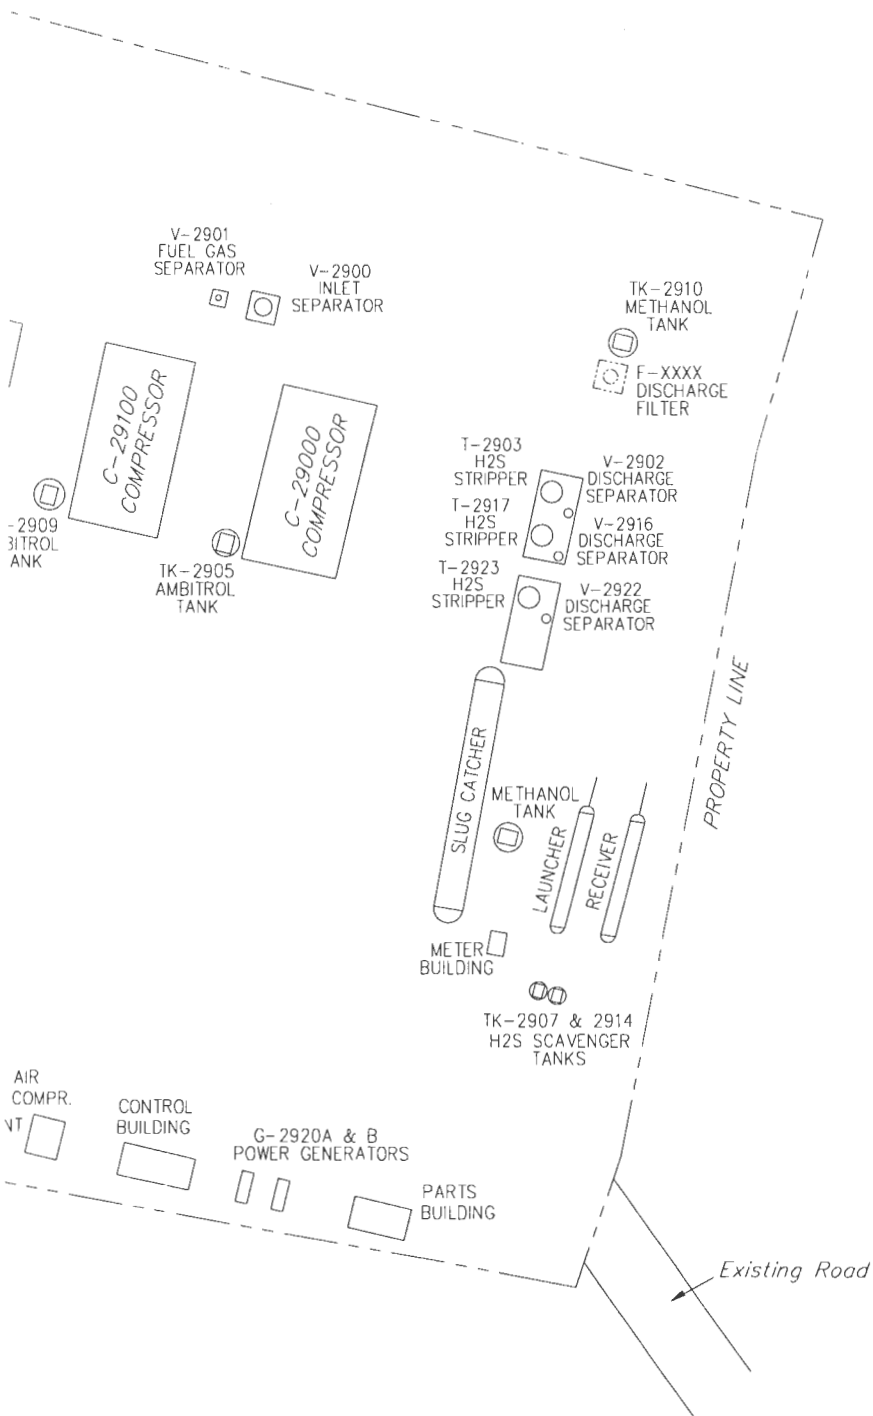 V-2901
FUEL GAS
SEPARATOR
V-2900
INLET
SEPARATOR
TK-2910
METHANOL
TANK
F-XXXX
DISCHARGE
FILTER
C-29100
COMPRESSOR
C-29000
COMPRESSOR
T-2903
H2S
STRIPPER
V-2902
DISCHARGE
SEPARATOR
T-2917
H2S
STRIPPER
V-2916
DISCHARGE
SEPARATOR
T-2923
H2S
STRIPPER
V-2922
DISCHARGE
SEPARATOR
-2909
BITROL
ANK
TK-2905
AMBITROL
TANK
PROPERTY LINE
SLUG CATCHER
METHANOL
TANK
LAUNCHER
RECEIVER
METER
BUILDING
TK-2907 & 2914
H2S SCAVENGER
TANKS
AIR
COMPR.
NT
CONTROL
BUILDING
G-2920A & B
POWER GENERATORS
PARTS
BUILDING
Existing Road